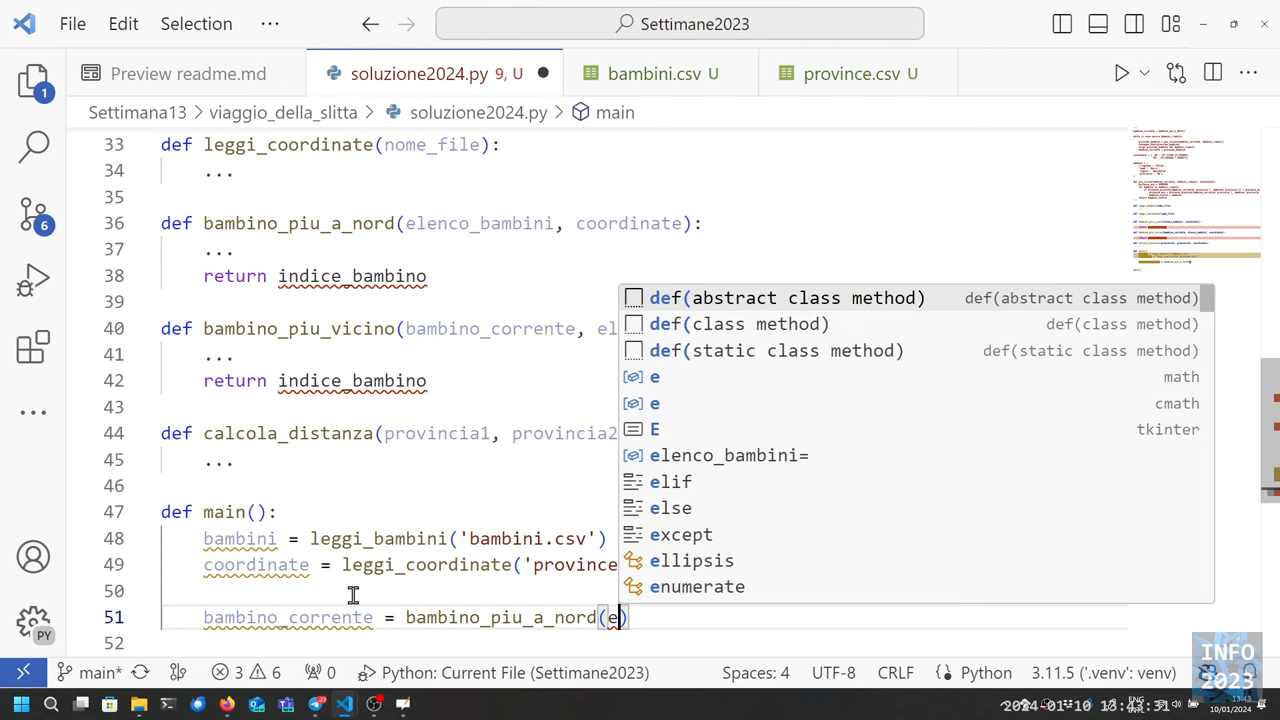 File Edit Selection ··· Settimane2023
Preview readme.md soluzione2024.py 9, U bambini.csv U province.csv U
Settimana13 > viaggio_della_slitta > soluzione2024.py > main
33 def leggi_coordinate(nome_file):
34 ...
35
36 def bambino_piu_a_nord(elenco_bambini, coordinate):
37 ...
38 return indice_bambino
39
40 def bambino_piu_vicino(bambino_corrente, el
41 ...
42 return indice_bambino
43
44 def calcola_distanza(provincia1, provincia2
45 ...
46
47 def main():
48 bambini = leggi_bambini('bambini.csv')
49 coordinate = leggi_coordinate('province
50
51 bambino_corrente = bambino_piu_a_nord(e)
52
def(abstract class method) def(abstract class method)
def(class method) def(class method)
def(static class method) def(static class method)
e math
e cmath
E tkinter
elenco_bambini=
elif
else
except
ellipsis
enumerate
1
6
PY
main* 3 6 0 Python: Current File (Settimane2023) Spaces: 4 UTF-8 CRLF Python 3.11.5 ('.venv': venv)
INFO
2023
ENG
13:43
10/01/2024